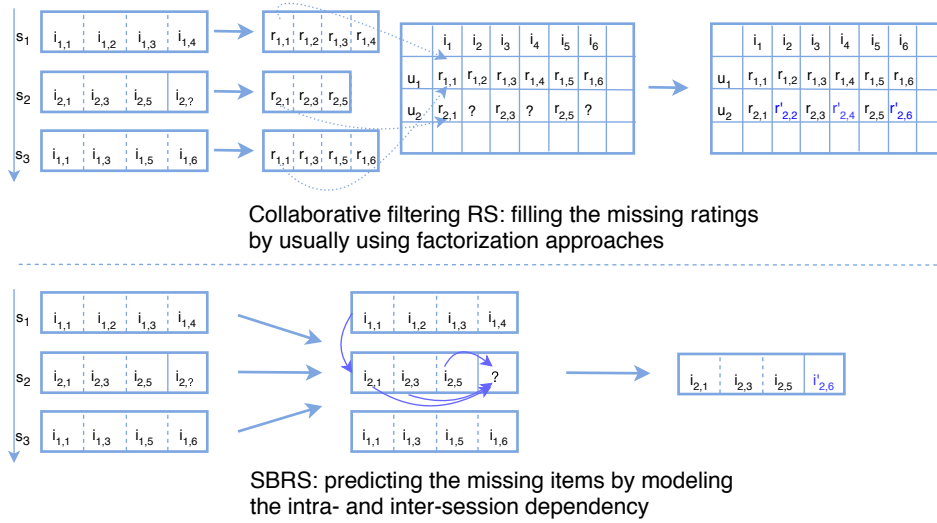 s1 i1,1 i1,2 i1,3 i1,4 r1,1 r1,2 r1,3 r1,4
s2 i2,1 i2,3 i2,5 i2,? r2,1 r2,3 r2,5
s3 i1,1 i1,3 i1,5 i1,6 r1,1 r1,3 r1,5 r1,6
i1 i2 i3 i4 i5 i6
u1 r1,1 r1,2 r1,3 r1,4 r1,5 r1,6
u2 r2,1 ? r2,3 ? r2,5 ?
i1 i2 i3 i4 i5 i6
u1 r1,1 r1,2 r1,3 r1,4 r1,5 r1,6
u2 r2,1 r'2,2 r2,3 r'2,4 r2,5 r'2,6
Collaborative filtering RS: filling the missing ratings
by usually using factorization approaches
s1 i1,1 i1,2 i1,3 i1,4 i1,1 i1,2 i1,3 i1,4
s2 i2,1 i2,3 i2,5 i2,? i2,1 i2,3 i2,5 ? i2,1 i2,3 i2,5 i'2,6
s3 i1,1 i1,3 i1,5 i1,6 i1,1 i1,3 i1,5 i1,6
SBRS: predicting the missing items by modeling
the intra- and inter-session dependency